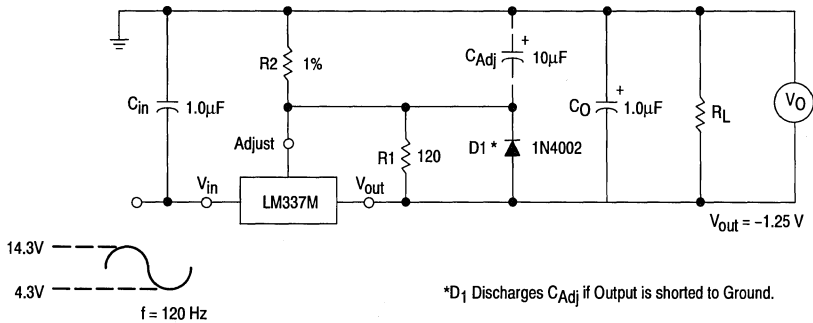 R2
1%
CAdj
+
10µF
Cin
1.0µF
CO
+
1.0µF
RL
VO
Adjust
R1
120
D1 *
1N4002
Vin
LM337M
Vout
Vout = –1.25 V
14.3V
4.3V
f = 120 Hz
*D1 Discharges CAdj if Output is shorted to Ground.